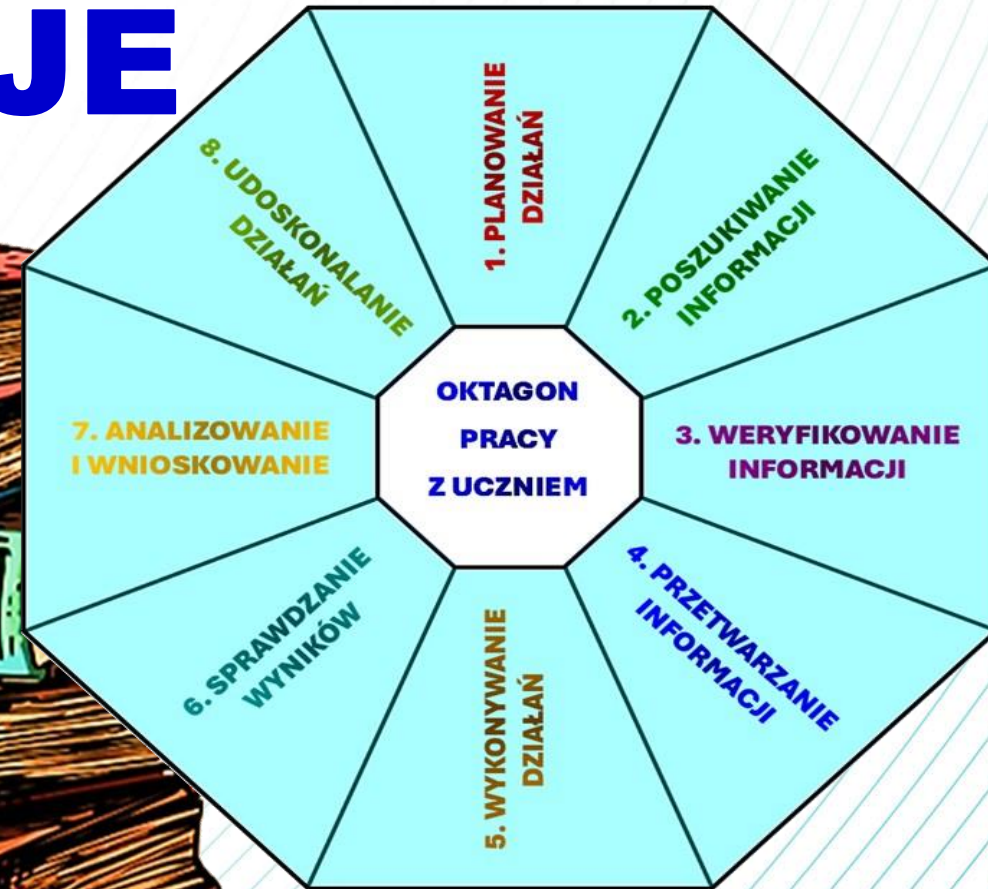 JE
OKTAGON
PRACY
Z UCZNIEM
1. PLANOWANIE
DZIAŁAŃ
2. POSZUKIWANIE
INFORMACJI
3. WERYFIKOWANIE
INFORMACJI
4. PRZETWARZANIE
INFORMACJI
5. WYKONYWANIE
DZIAŁAŃ
6. SPRAWDZANIE
WYNIKÓW
7. ANALIZOWANIE
I WNIOSKOWANIE
8. UDOSKONALANIE
DZIAŁAŃ